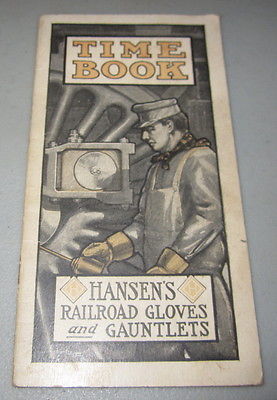 TIME
BOOK
HANSEN'S
RAILROAD GLOVES
and GAUNTLETS